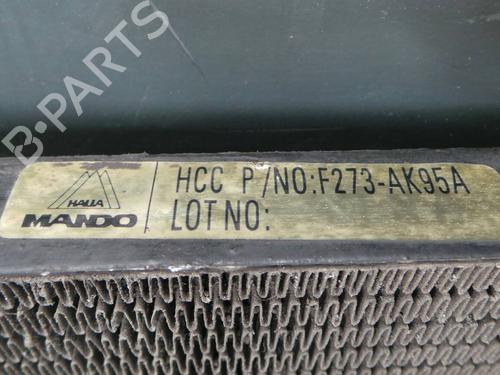 B-PARTS
HALLA
MANDO
HCC P/NO:F273-AK95A
LOT NO: